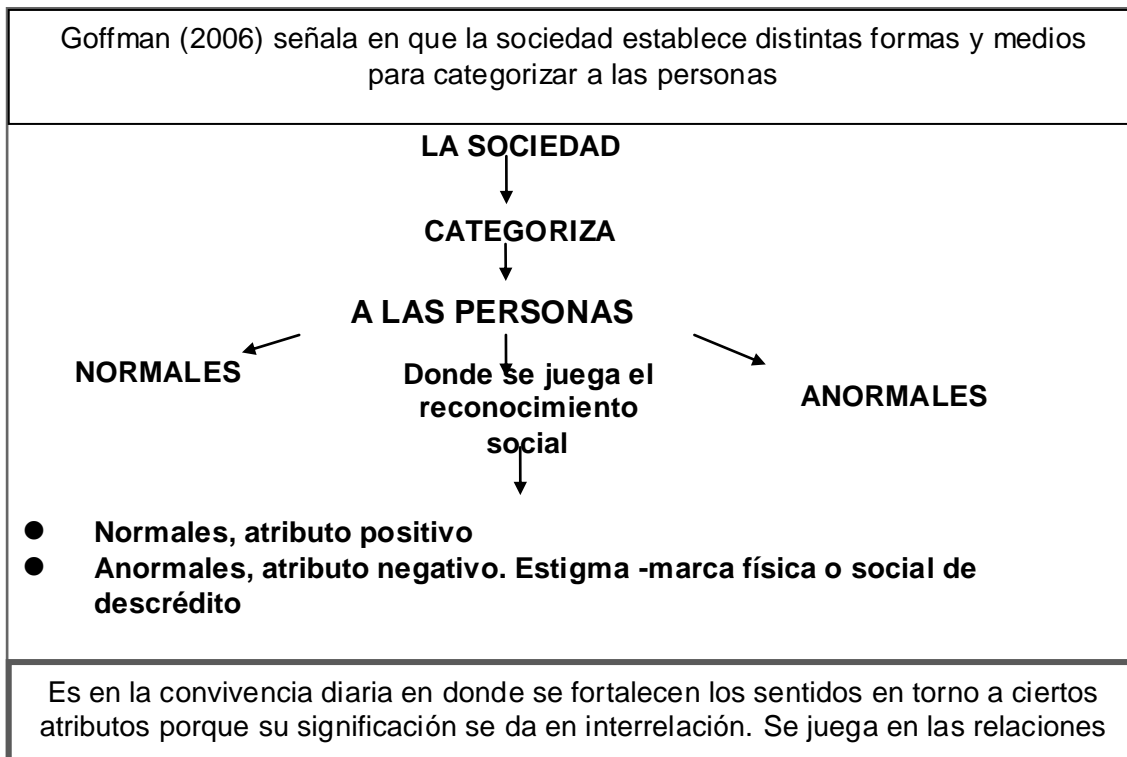 Goffman (2006) señala en que la sociedad establece distintas formas y medios
para categorizar a las personas
LA SOCIEDAD
CATEGORIZA
A LAS PERSONAS
NORMALES
Donde se juega el
reconocimiento
social
ANORMALES
● Normales, atributo positivo
● Anormales, atributo negativo. Estigma -marca física o social de
descrédito
Es en la convivencia diaria en donde se fortalecen los sentidos en torno a ciertos
atributos porque su significación se da en interrelación. Se juega en las relaciones